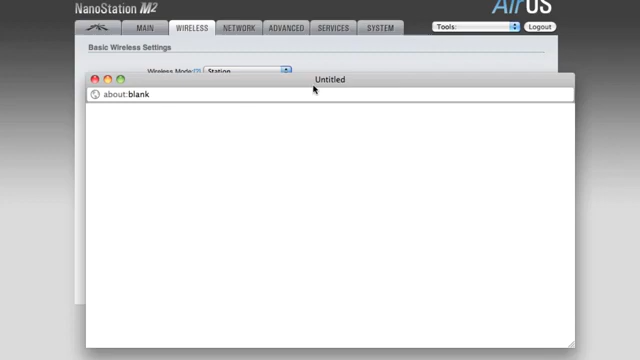 NanoStation M2
AirOS
MAIN WIRELESS NETWORK ADVANCED SERVICES SYSTEM Tools: Logout
Basic Wireless Settings
Wireless Mode:[?] Station
Untitled
about:blank